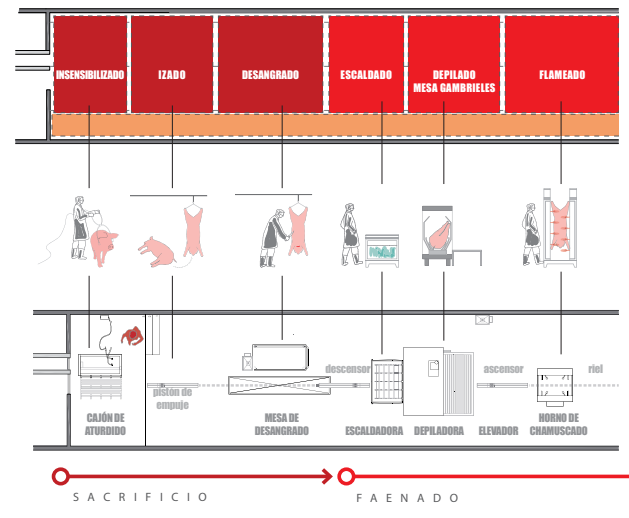 INSENSIBILIZADO
IZADO
DESANGRADO
ESCALDADO
DEPILADO
MESA GAMBRIELES
FLAMEADO
descensor
ascensor
riel
pistón de
empuje
CAJÓN DE
ATURDIDO
MESA DE
DESANGRADO
ESCALDADORA
DEPILADORA
ELEVADOR
HORNO DE
CHAMUSCADO
SACRIFICIO
FAENADO